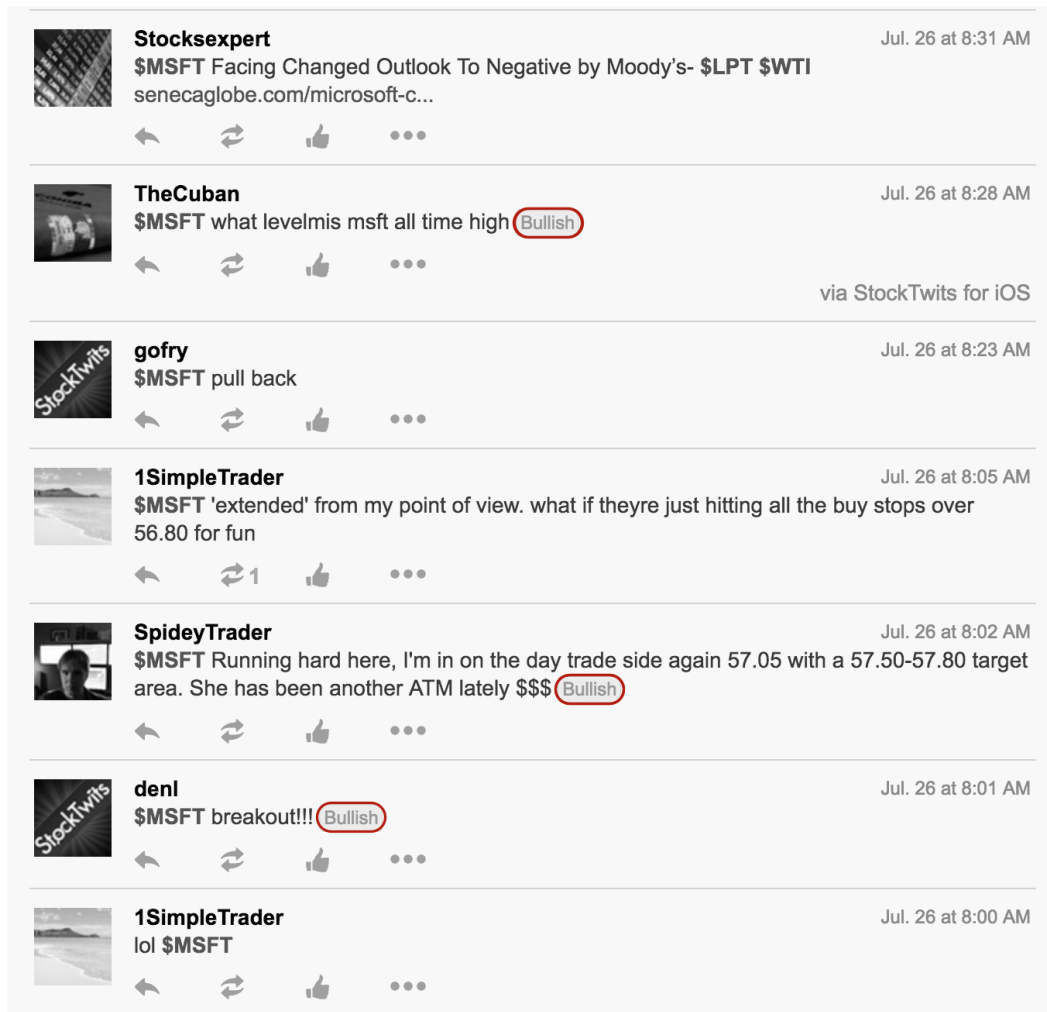 Stocksexpert Jul. 26 at 8:31 AM
$MSFT Facing Changed Outlook To Negative by Moody’s- $LPT $WTI
senecaglobe.com/microsoft-c...
TheCuban Jul. 26 at 8:28 AM
$MSFT what levelmis msft all time high Bullish
via StockTwits for iOS
StockTwits
gofry Jul. 26 at 8:23 AM
$MSFT pull back
1SimpleTrader Jul. 26 at 8:05 AM
$MSFT 'extended' from my point of view. what if theyre just hitting all the buy stops over
56.80 for fun
1
SpideyTrader Jul. 26 at 8:02 AM
$MSFT Running hard here, I'm in on the day trade side again 57.05 with a 57.50-57.80 target
area. She has been another ATM lately $$$ Bullish
StockTwits
denl Jul. 26 at 8:01 AM
$MSFT breakout!!! Bullish
1SimpleTrader Jul. 26 at 8:00 AM
lol $MSFT